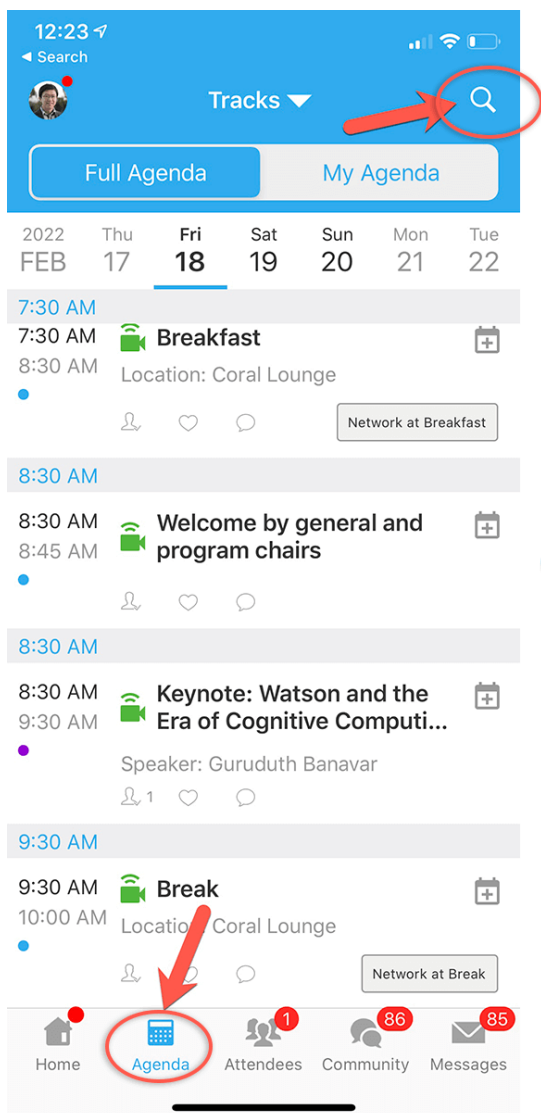 12:23
◀ Search
Tracks
Full Agenda
My Agenda
2022 Thu Fri Sat Sun Mon Tue
FEB 17 18 19 20 21 22
7:30 AM
7:30 AM Breakfast
8:30 AM Location: Coral Lounge
Network at Breakfast
8:30 AM
8:30 AM Welcome by general and
8:45 AM program chairs
8:30 AM
8:30 AM Keynote: Watson and the
9:30 AM Era of Cognitive Computi...
Speaker: Guruduth Banavar
1
9:30 AM
9:30 AM Break
10:00 AM Location: Coral Lounge
Network at Break
1 86 85
Home Agenda Attendees Community Messages